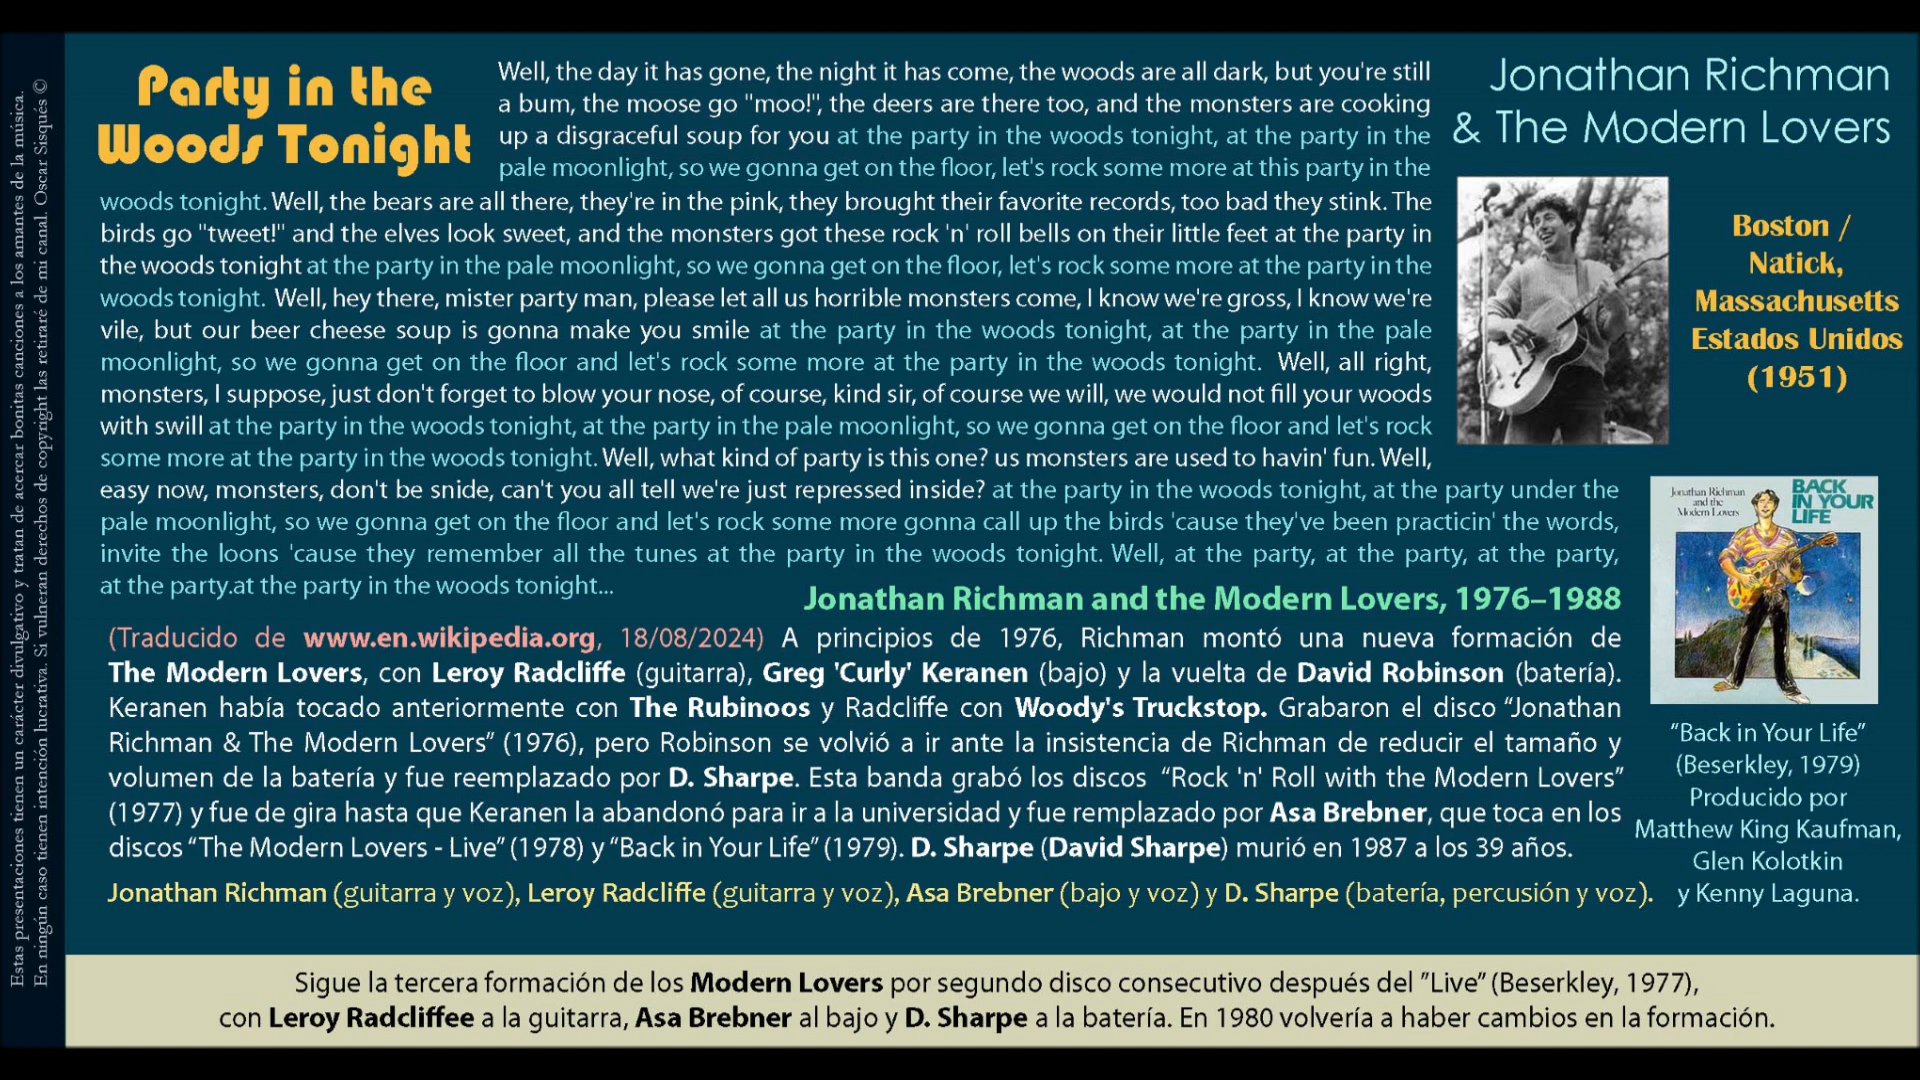 Estas presentaciones tienen un carácter divulgativo y tratan de acercar bonitas canciones a los amantes de la música.
En ningún caso tienen intención lucrativa. Si vulneran derechos de copyright las retiraré de mi canal. Oscar Sisqués ©
Party in the
Woods Tonight
Well, the day it has gone, the night it has come, the woods are all dark, but you're still
a bum, the moose go "moo!", the deers are there too, and the monsters are cooking
up a disgraceful soup for you at the party in the woods tonight, at the party in the
pale moonlight, so we gonna get on the floor, let's rock some more at this party in the
woods tonight. Well, the bears are all there, they're in the pink, they brought their favorite records, too bad they stink. The
birds go "tweet!" and the elves look sweet, and the monsters got these rock 'n' roll bells on their little feet at the party in
the woods tonight at the party in the pale moonlight, so we gonna get on the floor, let's rock some more at the party in the
woods tonight. Well, hey there, mister party man, please let all us horrible monsters come, I know we're gross, I know we're
vile, but our beer cheese soup is gonna make you smile at the party in the woods tonight, at the party in the pale
moonlight, so we gonna get on the floor and let's rock some more at the party in the woods tonight. Well, all right,
monsters, I suppose, just don't forget to blow your nose, of course, kind sir, of course we will, we would not fill your woods
with swill at the party in the woods tonight, at the party in the pale moonlight, so we gonna get on the floor and let's rock
some more at the party in the woods tonight. Well, what kind of party is this one? us monsters are used to havin' fun. Well,
easy now, monsters, don't be snide, can't you all tell we're just repressed inside? at the party in the woods tonight, at the party under the
pale moonlight, so we gonna get on the floor and let's rock some more gonna call up the birds 'cause they've been practicin' the words,
invite the loons 'cause they remember all the tunes at the party in the woods tonight. Well, at the party, at the party, at the party,
at the party.at the party in the woods tonight...
Jonathan Richman
& The Modern Lovers
Boston /
Natick,
Massachusetts
Estados Unidos
(1951)
Jonathan Richman
and the
Modern Lovers
BACK
IN YOUR
LIFE
Jonathan Richman and the Modern Lovers, 1976–1988
(Traducido de www.en.wikipedia.org, 18/08/2024) A principios de 1976, Richman montó una nueva formación de
The Modern Lovers, con Leroy Radcliffe (guitarra), Greg 'Curly' Keranen (bajo) y la vuelta de David Robinson (batería).
Keranen había tocado anteriormente con The Rubinoos y Radcliffe con Woody's Truckstop. Grabaron el disco “Jonathan
Richman & The Modern Lovers” (1976), pero Robinson se volvió a ir ante la insistencia de Richman de reducir el tamaño y
volumen de la batería y fue reemplazado por D. Sharpe. Esta banda grabó los discos “Rock 'n' Roll with the Modern Lovers”
(1977) y fue de gira hasta que Keranen la abandonó para ir a la universidad y fue remplazado por Asa Brebner, que toca en los
discos “The Modern Lovers - Live” (1978) y “Back in Your Life” (1979). D. Sharpe (David Sharpe) murió en 1987 a los 39 años.
Jonathan Richman (guitarra y voz), Leroy Radcliffe (guitarra y voz), Asa Brebner (bajo y voz) y D. Sharpe (batería, percusión y voz).
“Back in Your Life”
(Beserkley, 1979)
Producido por
Matthew King Kaufman,
Glen Kolotkin
y Kenny Laguna.
Sigue la tercera formación de los Modern Lovers por segundo disco consecutivo después del ”Live” (Beserkley, 1977),
con Leroy Radcliffee a la guitarra, Asa Brebner al bajo y D. Sharpe a la batería. En 1980 volvería a haber cambios en la formación.